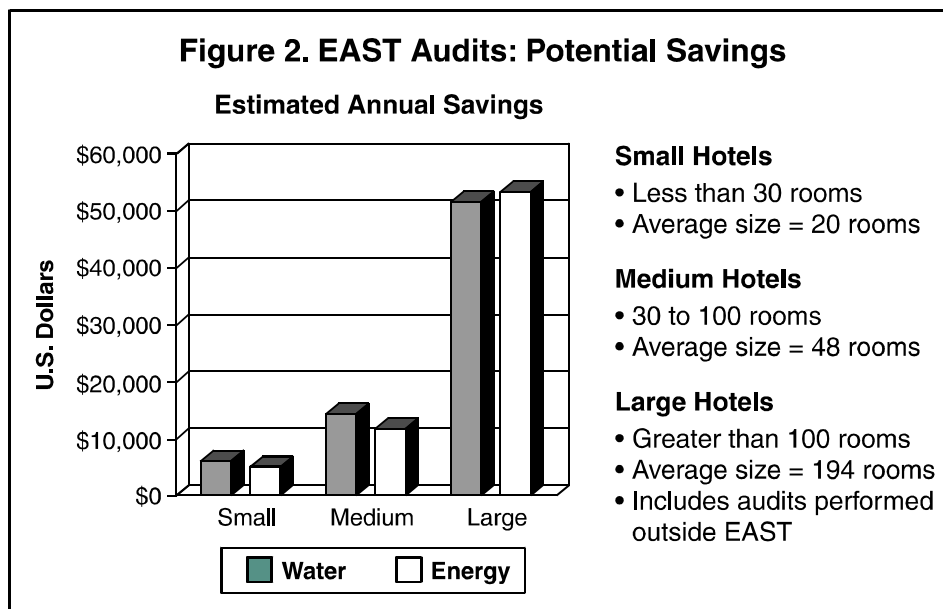 Figure 2. EAST Audits: Potential Savings
Estimated Annual Savings
U.S. Dollars
$60,000
$50,000
$40,000
$30,000
$20,000
$10,000
$0
Small
Medium
Large
Water
Energy
Small Hotels
• Less than 30 rooms
• Average size = 20 rooms
Medium Hotels
• 30 to 100 rooms
• Average size = 48 rooms
Large Hotels
• Greater than 100 rooms
• Average size = 194 rooms
• Includes audits performed
outside EAST